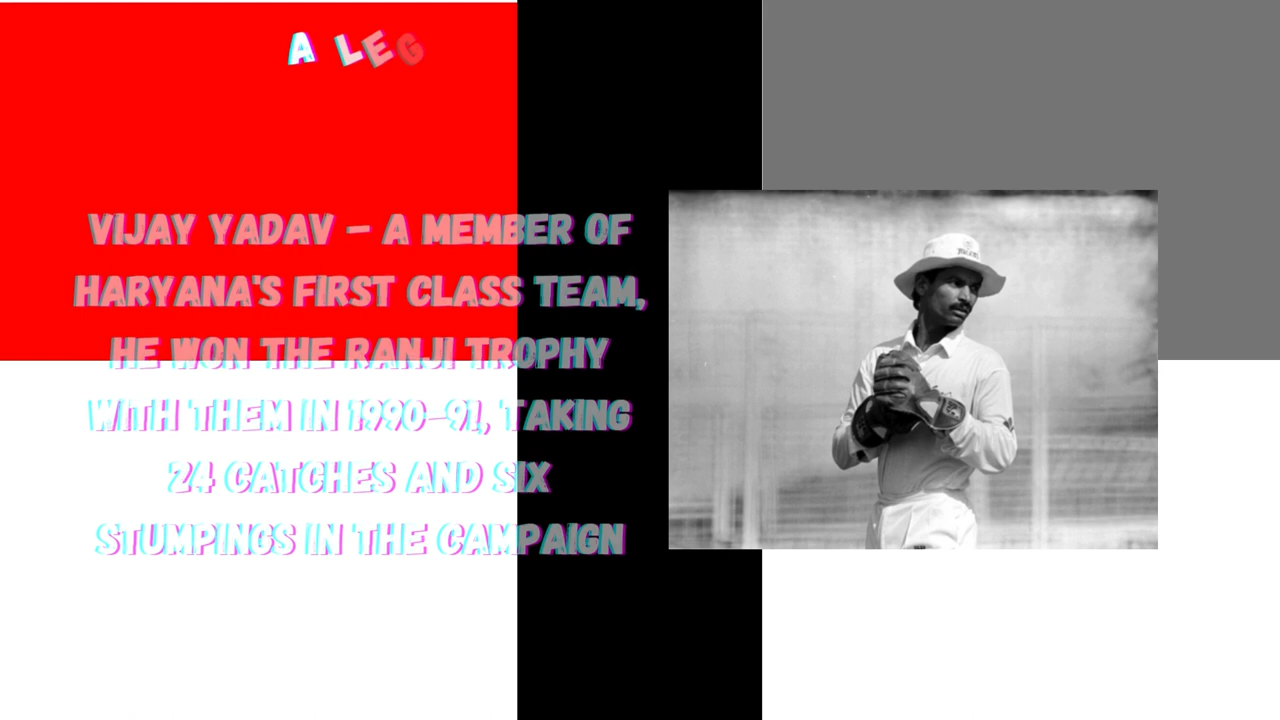 A LEG
VIJAY YADAV – A MEMBER OF
HARYANA'S FIRST CLASS TEAM,
HE WON THE RANJI TROPHY
WITH THEM IN 1990–91, TAKING
24 CATCHES AND SIX
STUMPINGS IN THE CAMPAIGN